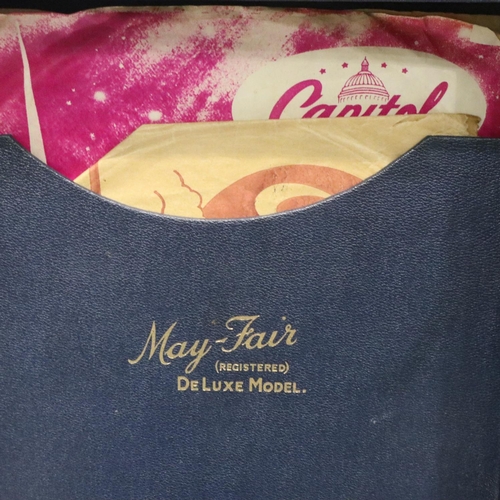 Capitol
May-Fair
(REGISTERED)
DE LUXE MODEL.